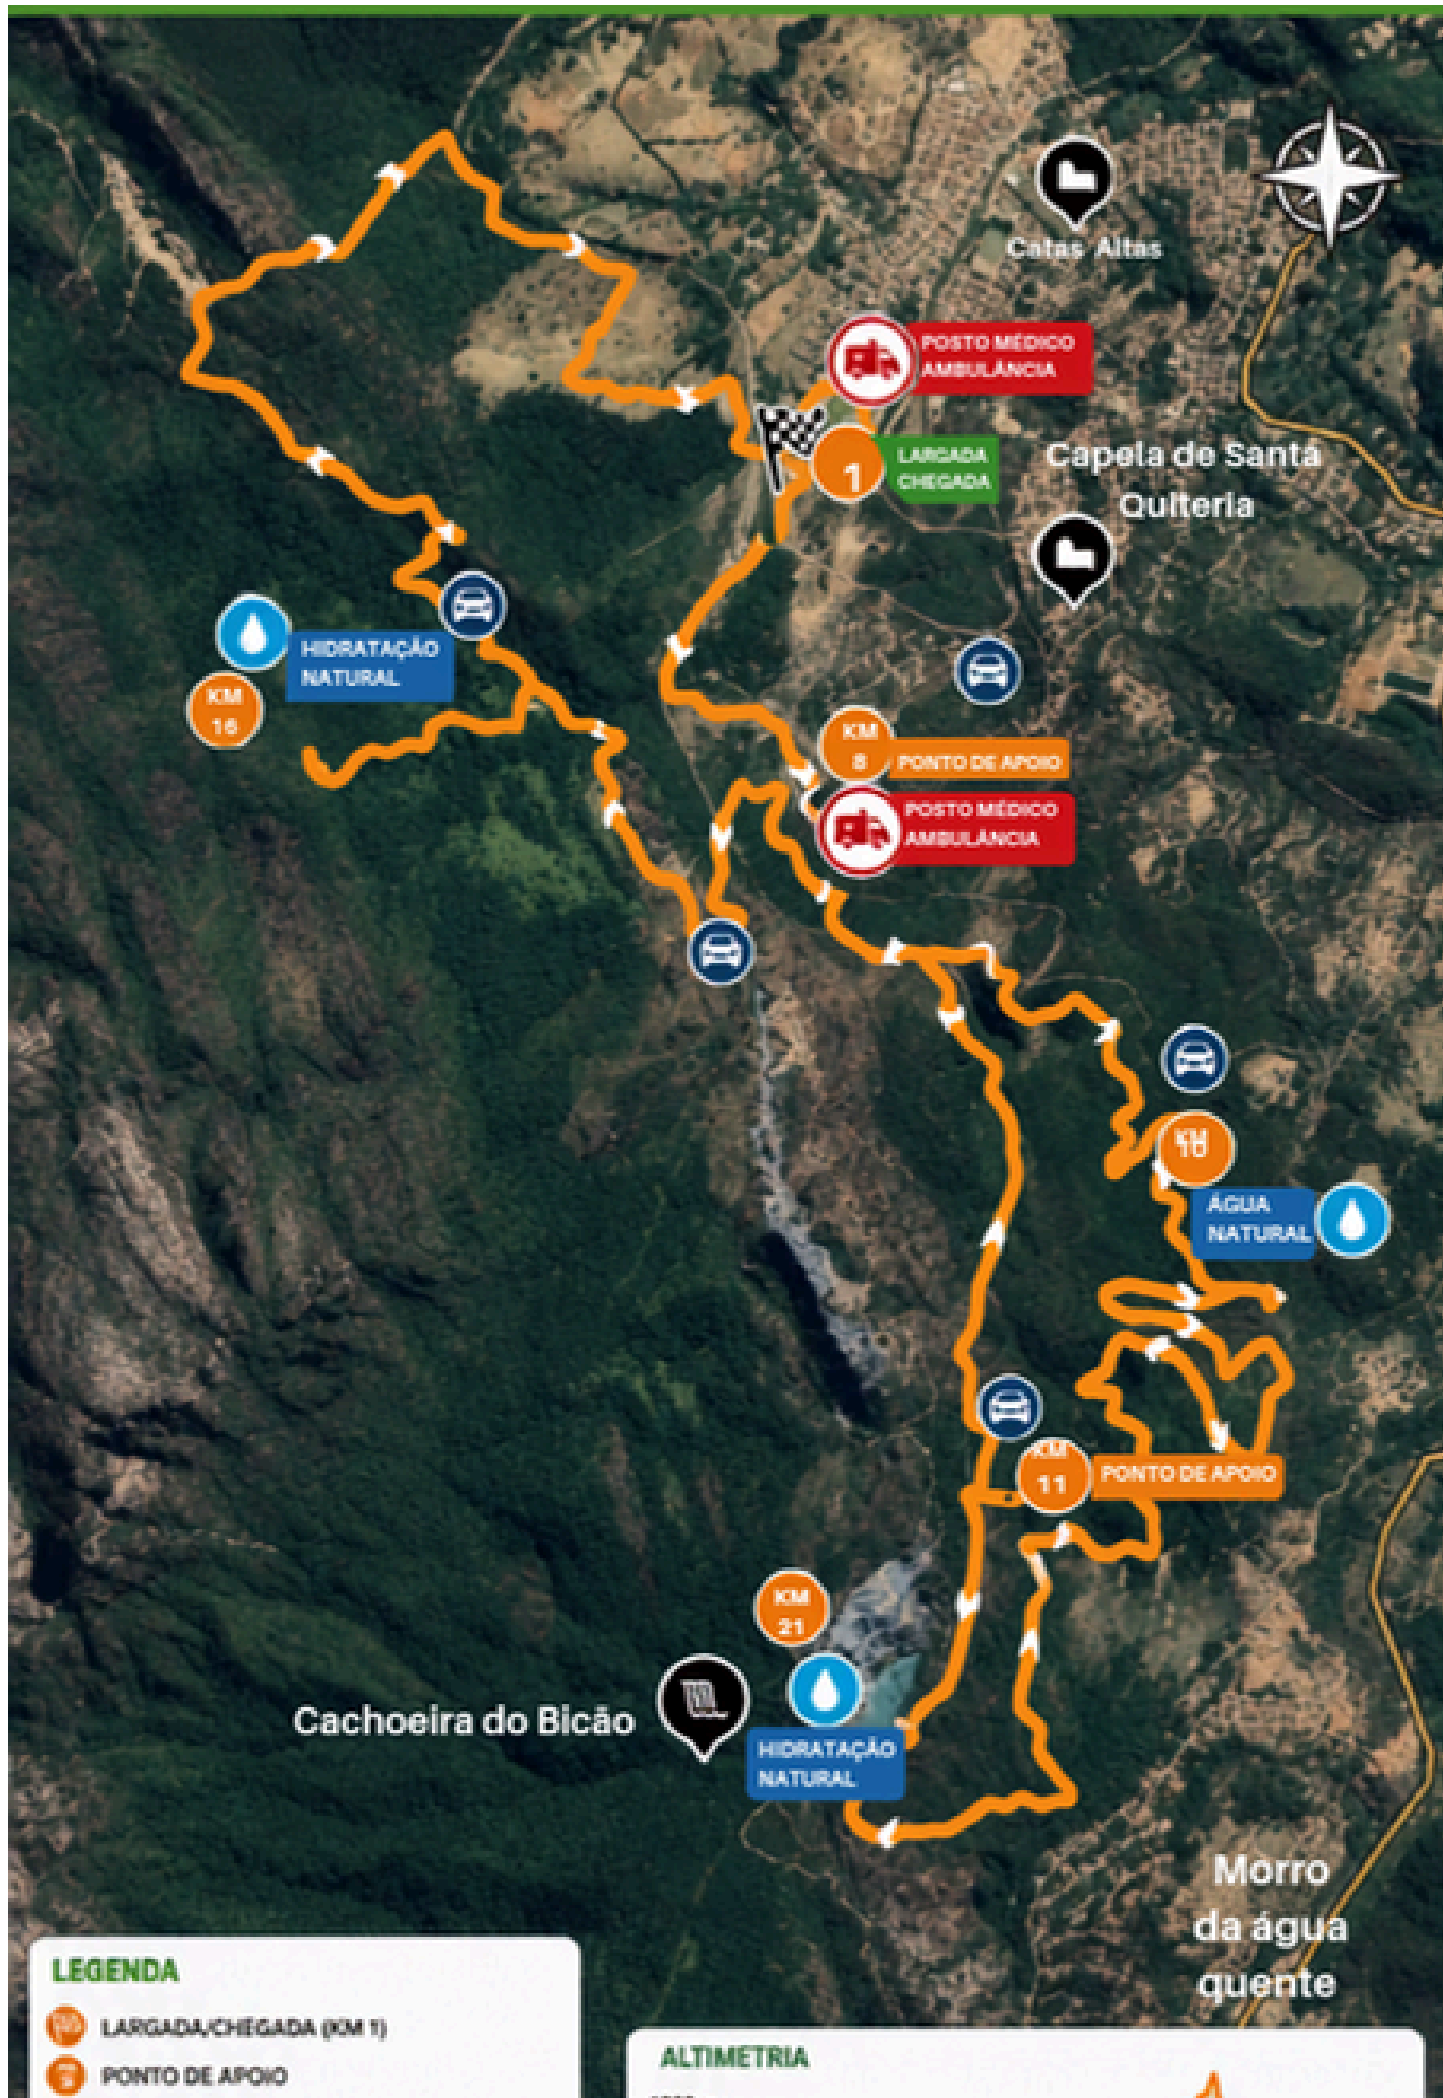 Catas Altas
POSTO MÉDICO
AMBULÂNCIA
1
LARGADA
CHEGADA
Capela de Santa
Quiteria
HIDRATAÇÃO
NATURAL
KM
16
KM
8
PONTO DE APOIO
POSTO MÉDICO
AMBULÂNCIA
KM
10
ÁGUA
NATURAL
KM
11
PONTO DE APOIO
KM
21
Cachoeira do Bicão
HIDRATAÇÃO
NATURAL
Morro
da água
quente
LEGENDA
LARGADA/CHEGADA (KM 1)
PONTO DE APOIO
ALTIMETRIA